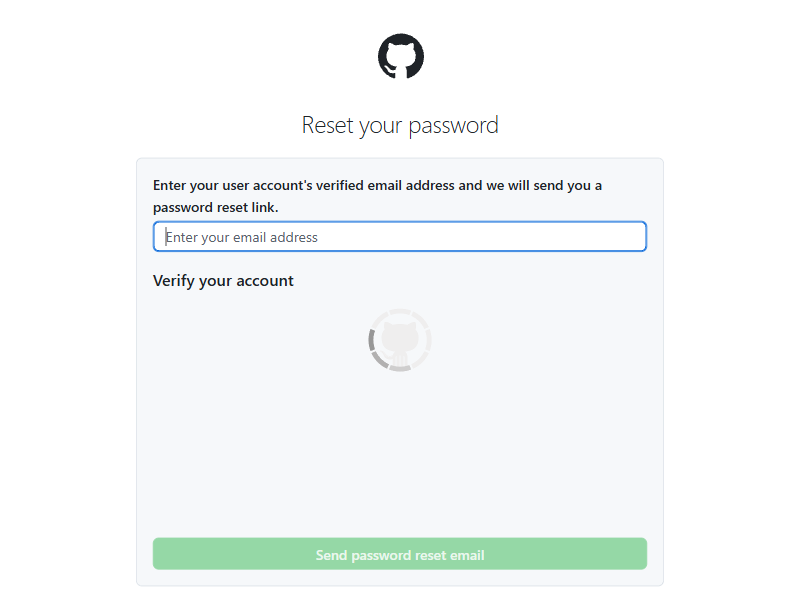 Reset your password
Enter your user account's verified email address and we will send you a
password reset link.
Enter your email address
Verify your account
Send password reset email